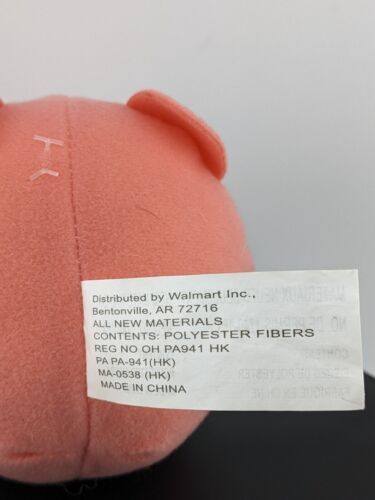 Distributed by Walmart Inc.,
Bentonville, AR 72716
ALL NEW MATERIALS
CONTENTS: POLYESTER FIBERS
REG NO OH PA941 HK
PA PA-941(HK)
MA-0538 (HK)
MADE IN CHINA